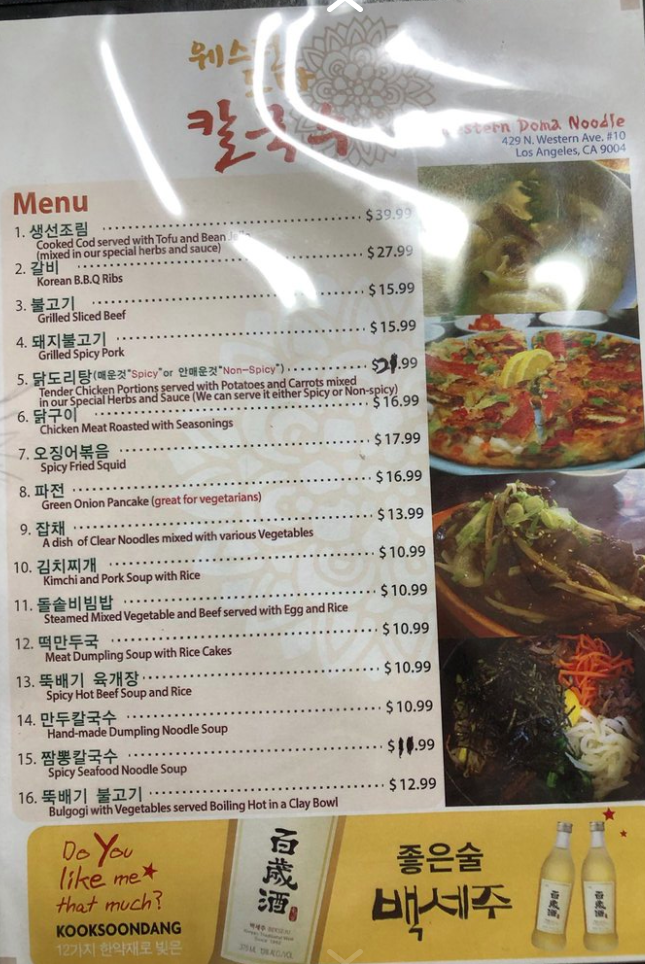 웨스턴
도마
칼국수
Western Doma Noodle
429 N. Western Ave, #10
Los Angeles, CA 9004
Menu
1. 생선조림 $39.99
Cooked Cod served with Tofu and Bean
(mixed in our special herbs and sauce)
2. 갈비 $27.99
Korean B.B.Q Ribs
3. 불고기 $15.99
Grilled Sliced Beef
4. 돼지불고기 $15.99
Grilled Spicy Pork
5. 닭도리탕(매운것"Spicy"or 안매운것"Non-Spicy") $21.99
Tender Chicken Portions served with Potatoes and Carrots mixed
in our Special Herbs and Sauce (We can serve it either Spicy or Non-spicy)
6. 닭구이 $16.99
Chicken Meat Roasted with Seasonings
7. 오징어볶음 $17.99
Spicy Fried Squid
8. 파전 $16.99
Green Onion Pancake (great for vegetarians)
9. 잡채 $13.99
A dish of Clear Noodles mixed with various Vegetables
10. 김치찌개 $10.99
Kimchi and Pork Soup with Rice
11. 돌솥비빔밥 $10.99
Steamed Mixed Vegetable and Beef served with Egg and Rice
12. 떡만두국 $10.99
Meat Dumpling Soup with Rice Cakes
13. 뚝배기 육개장 $10.99
Spicy Hot Beef Soup and Rice
14. 만두칼국수 $10.99
Hand-made Dumpling Noodle Soup
15. 짬뽕칼국수 $11.99
Spicy Seafood Noodle Soup
16. 뚝배기 불고기 $12.99
Bulgogi with Vegetables served Boiling Hot in a Clay Bowl
Do You
like me
that much?
KOOKSOONDANG
12가지 한약재로 빚은
百歲酒
좋은술
백세주
百歲酒
百歲酒